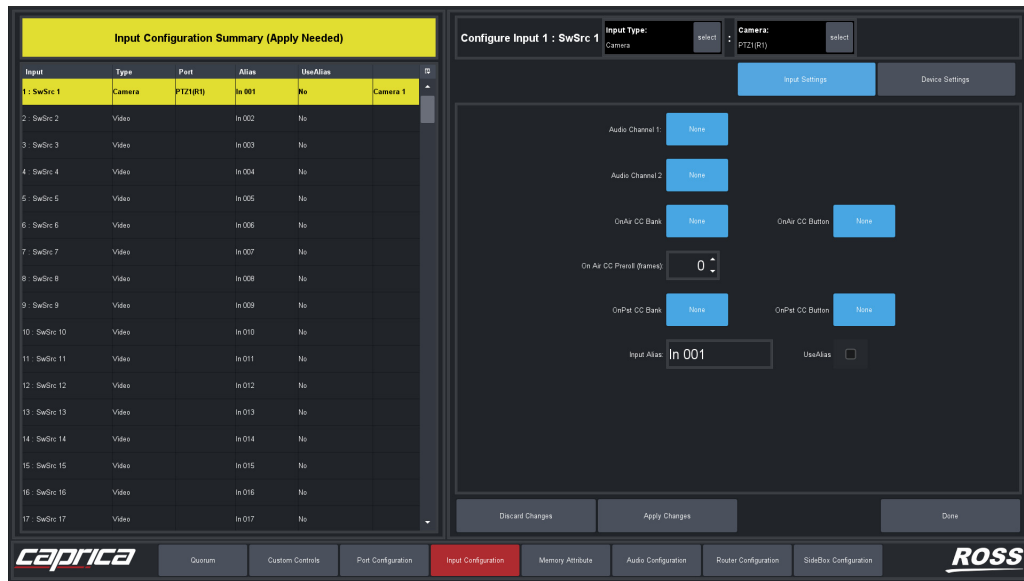 Input Configuration Summary (Apply Needed)
Input Type Port Alias UseAlias
1 : SwSrc 1 Camera PTZ1(R1) In 001 No Camera 1
2 : SwSrc 2 Video In 002 No
3 : SwSrc 3 Video In 003 No
4 : SwSrc 4 Video In 004 No
5 : SwSrc 5 Video In 005 No
6 : SwSrc 6 Video In 006 No
7 : SwSrc 7 Video In 007 No
8 : SwSrc 8 Video In 008 No
9 : SwSrc 9 Video In 009 No
10 : SwSrc 10 Video In 010 No
11 : SwSrc 11 Video In 011 No
12 : SwSrc 12 Video In 012 No
13 : SwSrc 13 Video In 013 No
14 : SwSrc 14 Video In 014 No
15 : SwSrc 15 Video In 015 No
16 : SwSrc 16 Video In 016 No
17 : SwSrc 17 Video In 017 No
Configure Input 1 : SwSrc 1
Input Type:
Camera
select
:
Camera:
PTZ1(R1)
select
Input Settings Device Settings
Audio Channel 1: None
Audio Channel 2 None
OnAir CC Bank None OnAir CC Button None
On Air CC Preroll (frames): 0
OnPst CC Bank None OnPst CC Button None
Input Alias: In 001 UseAlias
Discard Changes Apply Changes Done
caprica Quorum Custom Controls Port Configuration Input Configuration Memory Attribute Audio Configuration Router Configuration SideBox Configuration ROSS